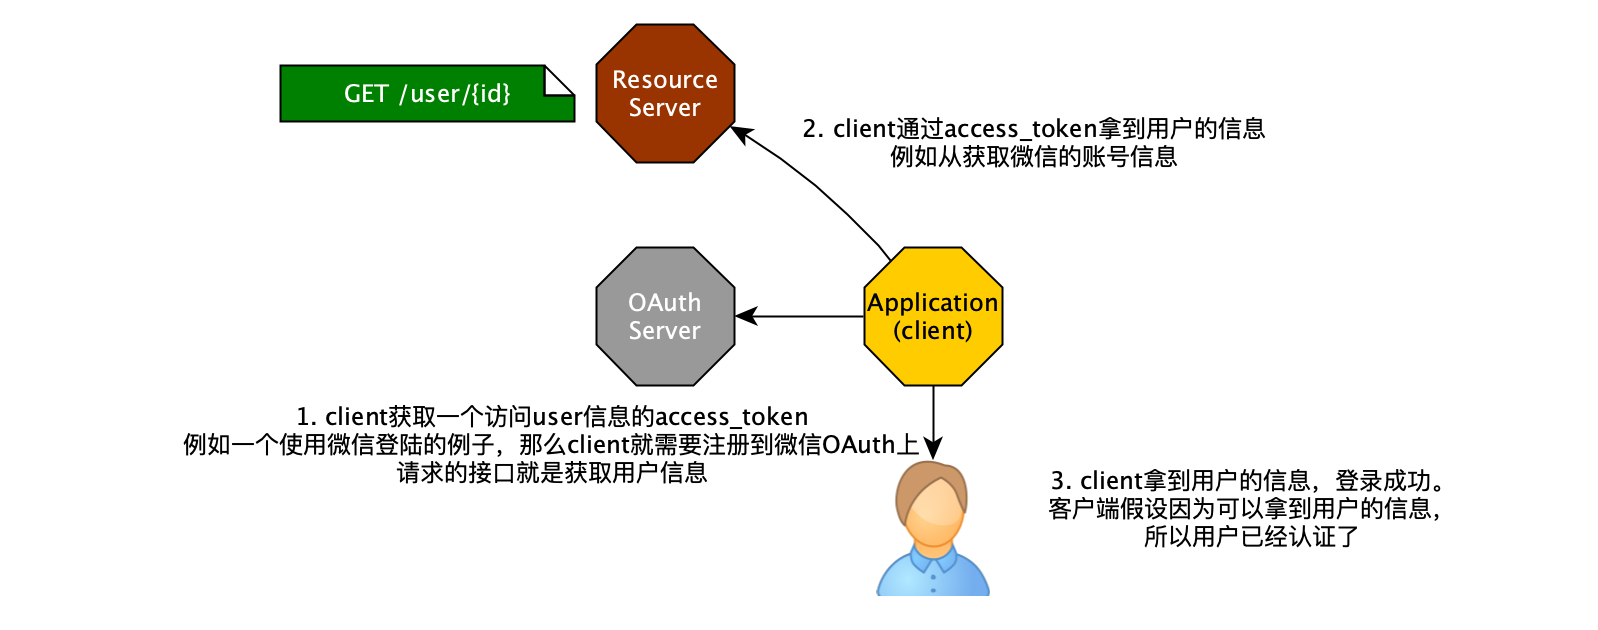 GET /user/{id}
Resource
Server
2. client通过access_token拿到用户的信息
例如从获取微信的账号信息
OAuth
Server
Application
(client)
1. client获取一个访问user信息的access_token
例如一个使用微信登陆的例子，那么client就需要注册到微信OAuth上
请求的接口就是获取用户信息
3. client拿到用户的信息，登录成功。
客户端假设因为可以拿到用户的信息，
所以用户已经认证了